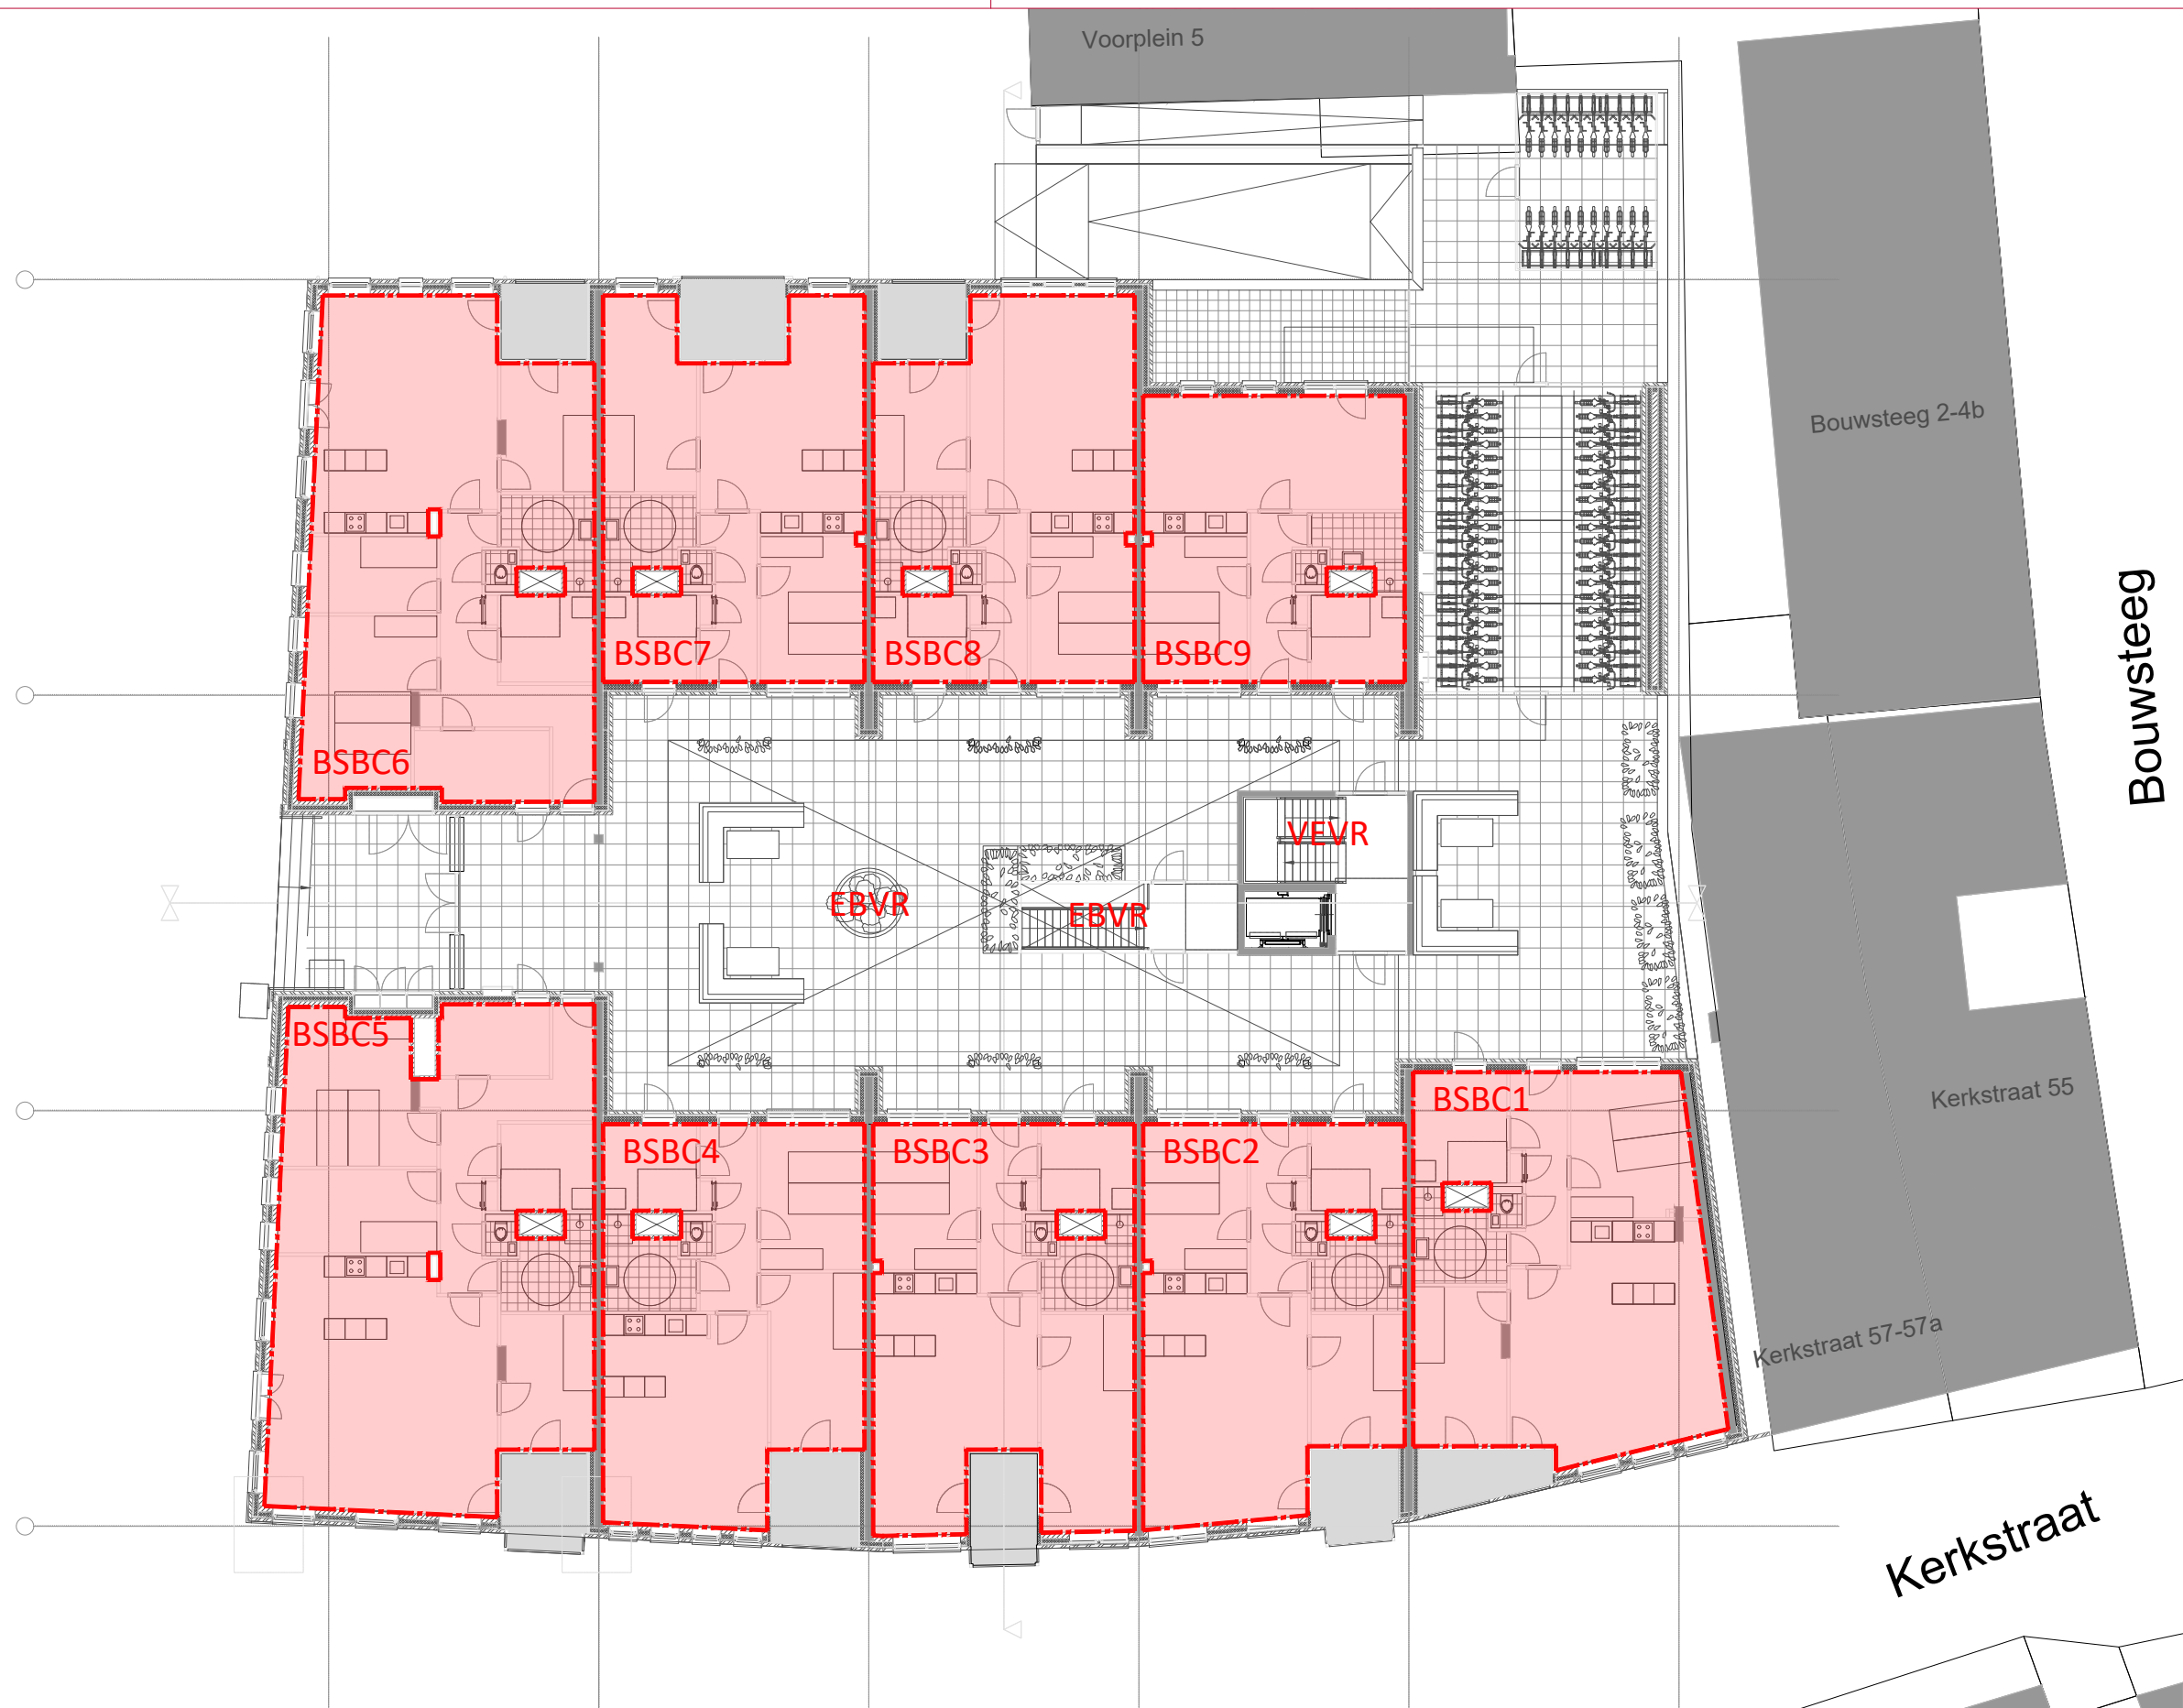 Voorplein 5
Bouwsteeg 2-4b
Bouwsteeg
BSBC7
BSBC8
BSBC9
BSBC6
VEVR
EBVR
EBVR
BSBC5
BSBC1
Kerkstraat 55
BSBC4
BSBC3
BSBC2
Kerkstraat 57-57a
Kerkstraat